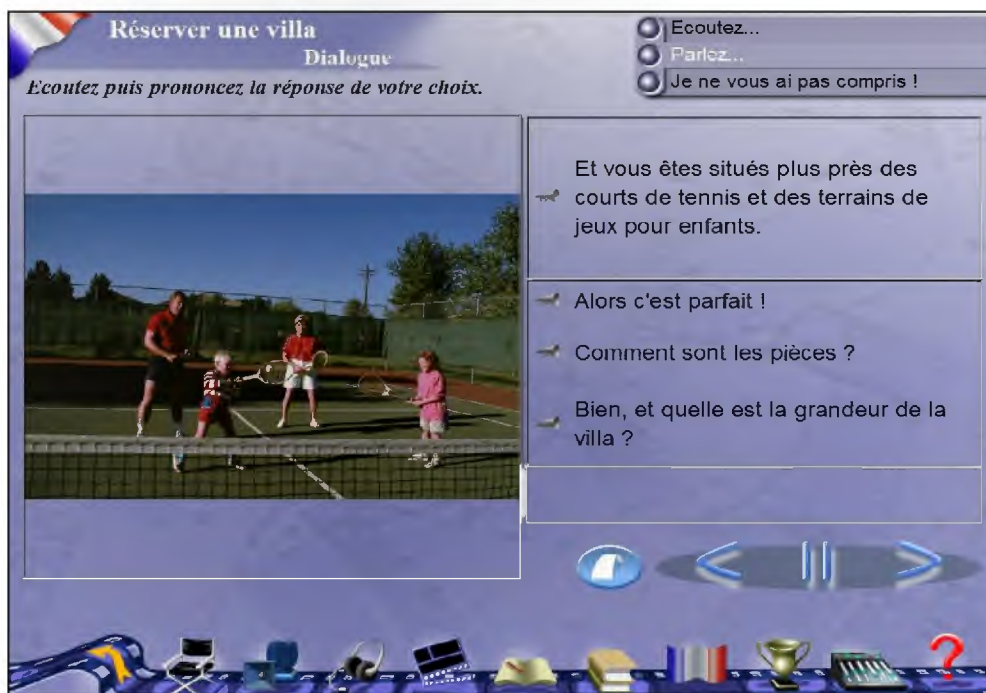 Réserver une villa
Dialogue
Ecoutez puis prononcez la réponse de votre choix.
Ecoutez...
Parlez...
Je ne vous ai pas compris !
Et vous êtes situés plus près des
courts de tennis et des terrains de
jeux pour enfants.
Alors c'est parfait !
Comment sont les pièces ?
Bien, et quelle est la grandeur de la
villa ?
?